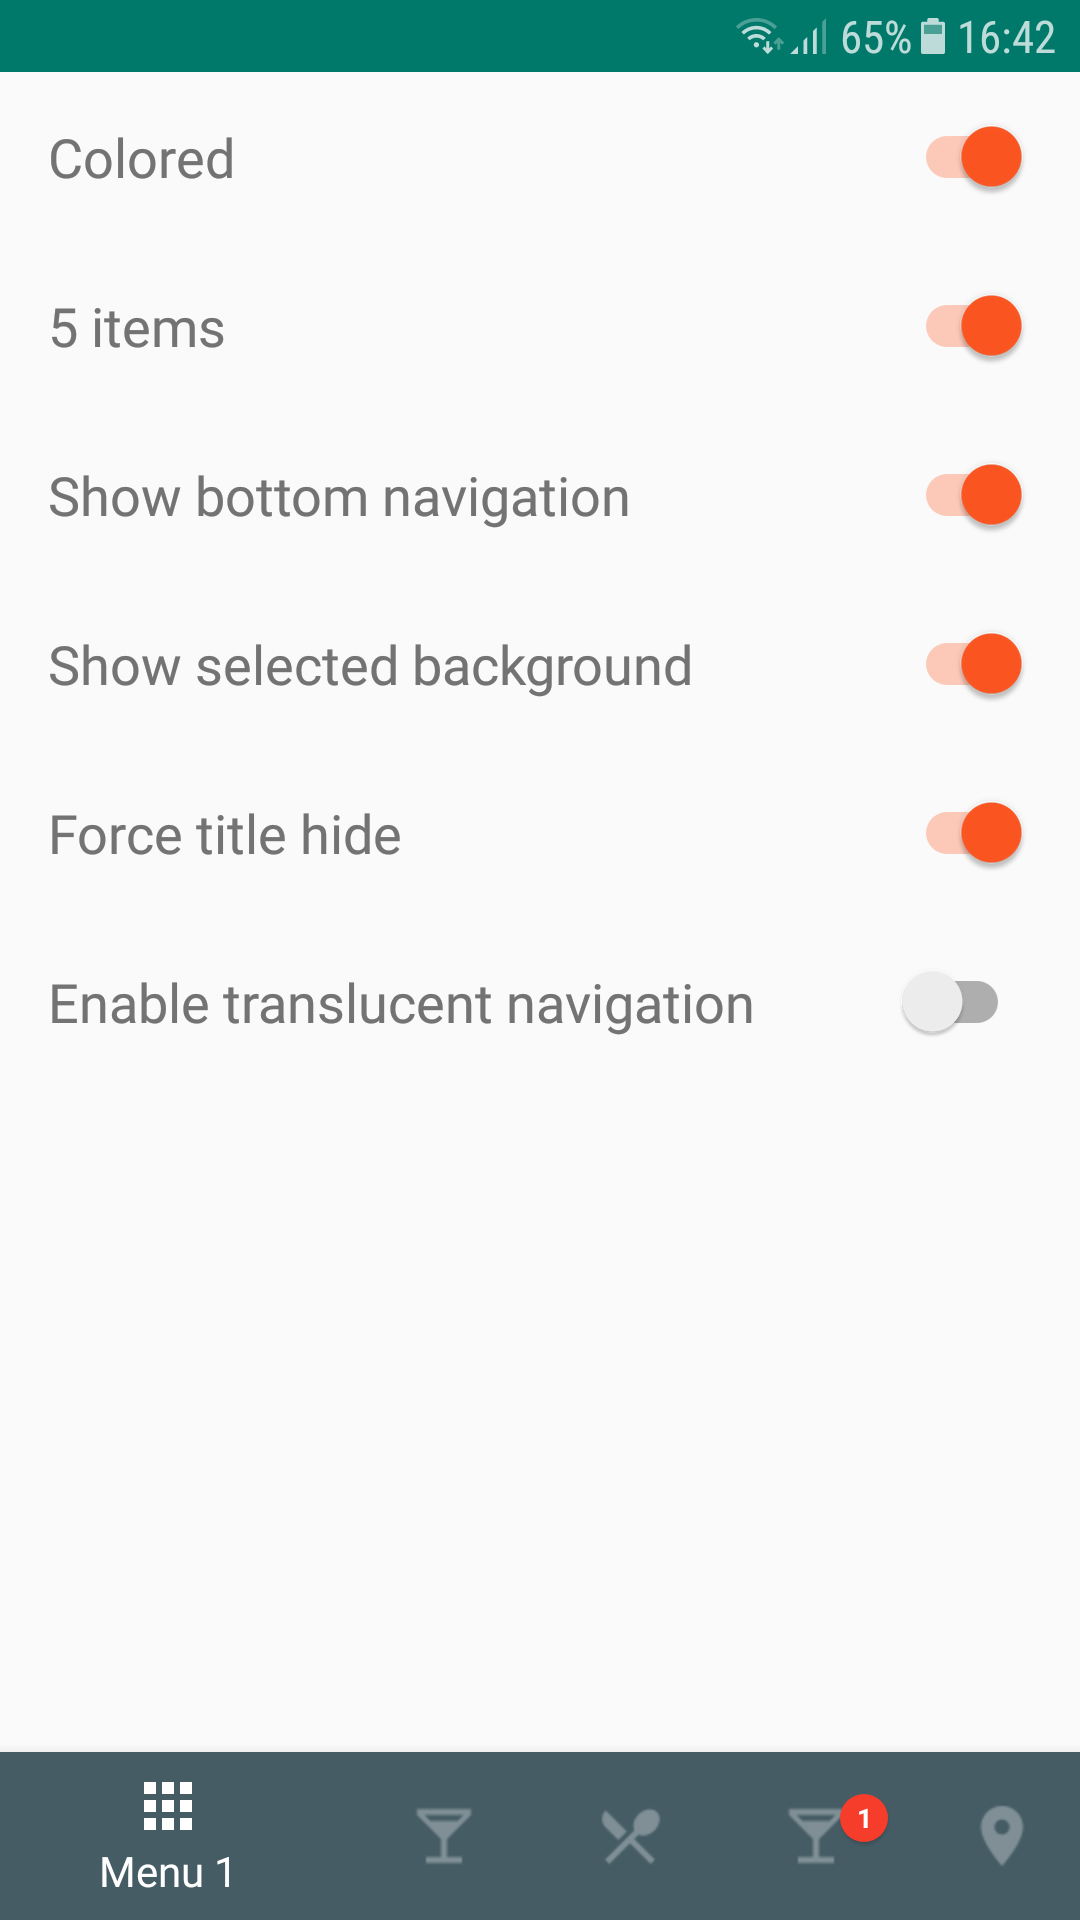 65% 16:42
Colored
5 items
Show bottom navigation
Show selected background
Force title hide
Enable translucent navigation
1
Menu 1